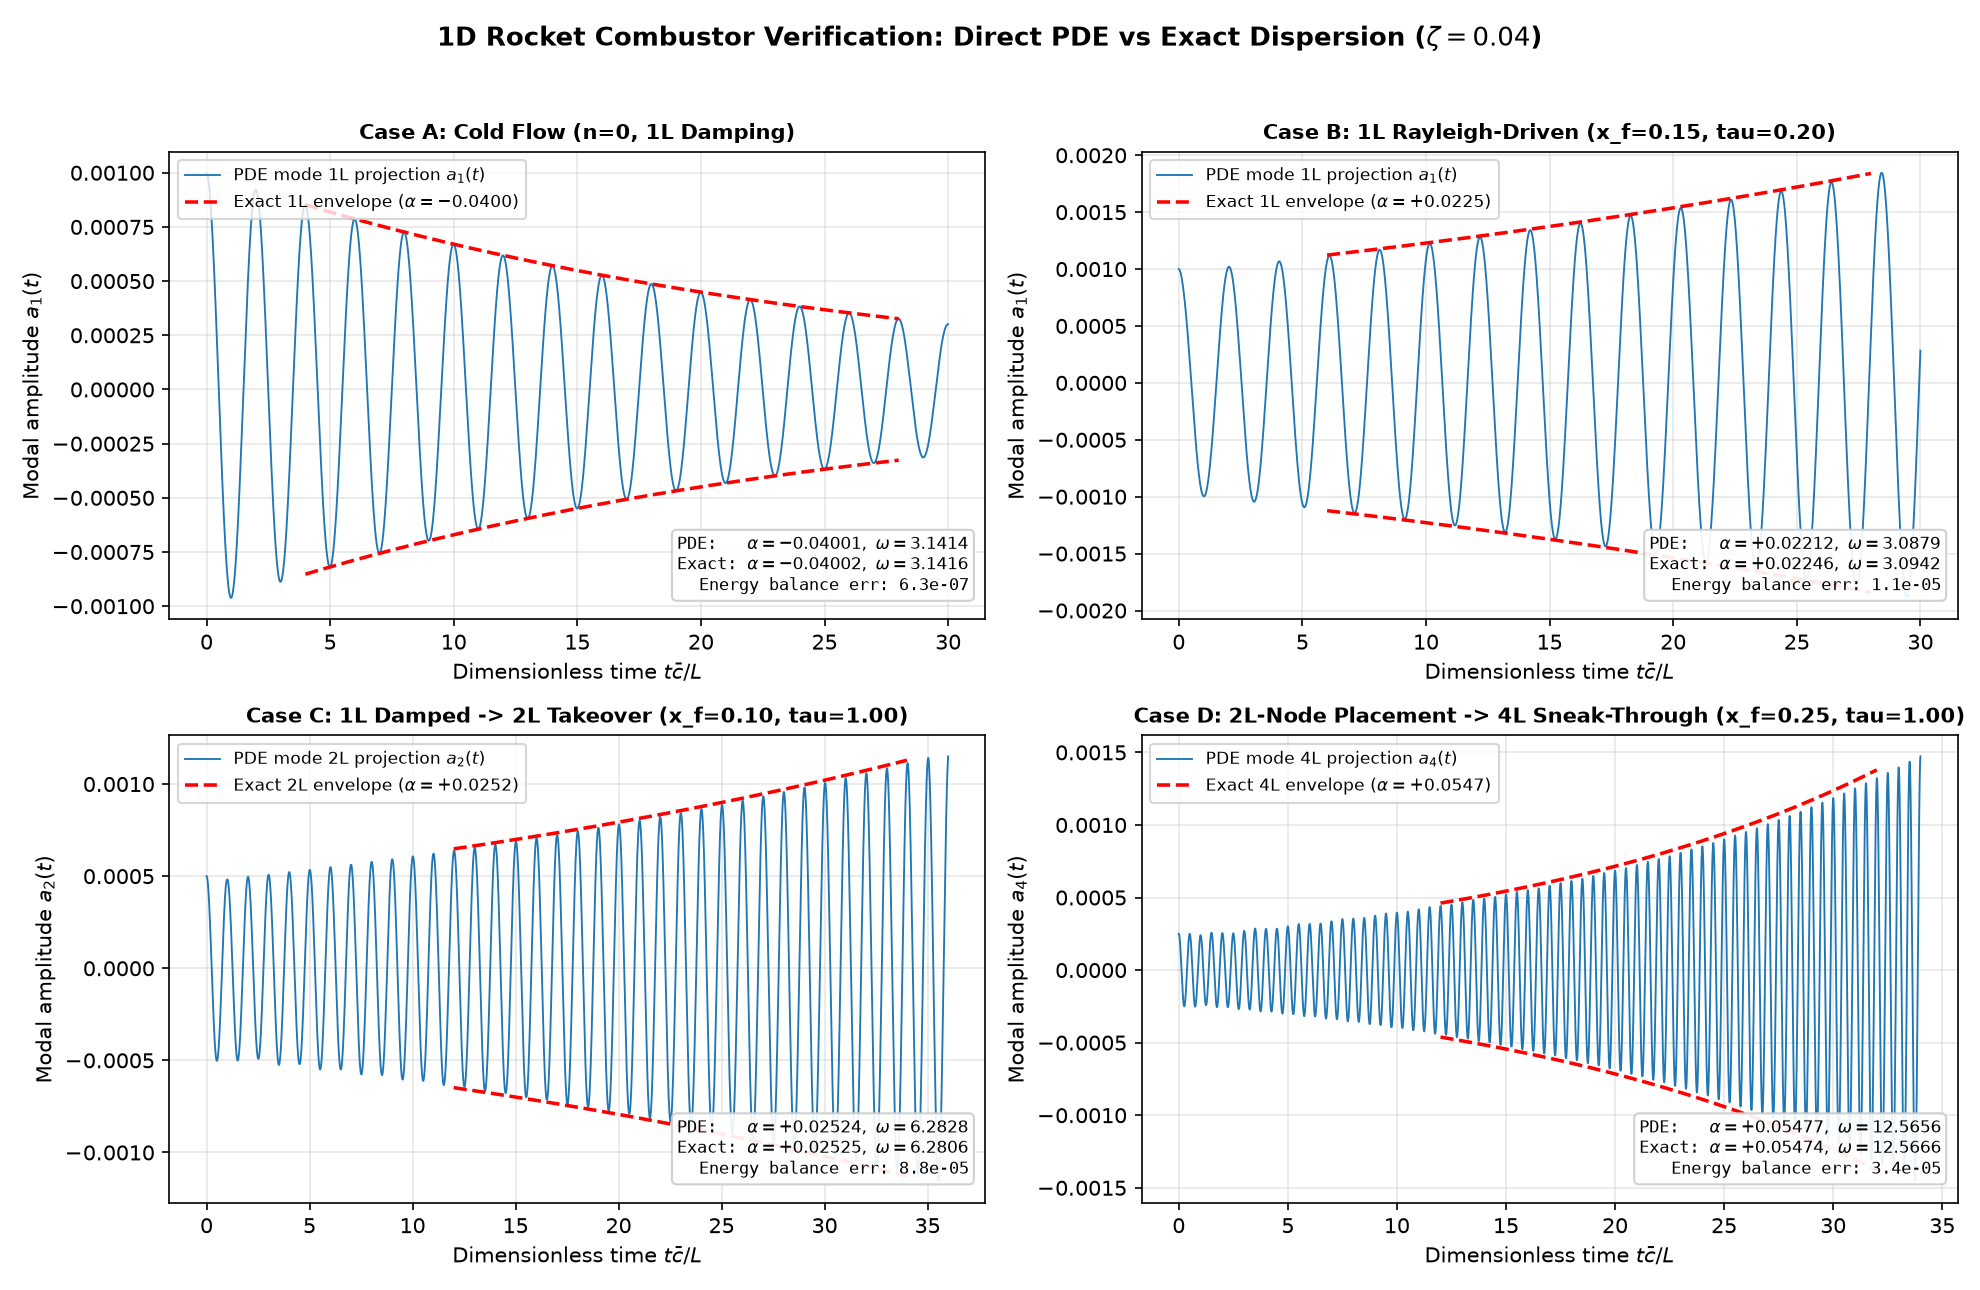 1D Rocket Combustor Verification: Direct PDE vs Exact Dispersion (ζ = 0.04)
Case A: Cold Flow (n=0, 1L Damping)
PDE mode 1L projection a₁(t)
Exact 1L envelope (α = −0.0400)
Modal amplitude a₁(t)
0.00100
0.00075
0.00050
0.00025
0.00000
−0.00025
−0.00050
−0.00075
−0.00100
PDE: α = −0.04001, ω = 3.1414
Exact: α = −0.04002, ω = 3.1416
Energy balance err: 6.3e-07
0 5 10 15 20 25 30
Dimensionless time tc̄/L
Case B: 1L Rayleigh-Driven (x_f=0.15, tau=0.20)
PDE mode 1L projection a₁(t)
Exact 1L envelope (α = +0.0225)
Modal amplitude a₁(t)
0.0020
0.0015
0.0010
0.0005
0.0000
−0.0005
−0.0010
−0.0015
−0.0020
PDE: α = +0.02212, ω = 3.0879
Exact: α = +0.02246, ω = 3.0942
Energy balance err: 1.1e-05
0 5 10 15 20 25 30
Dimensionless time tc̄/L
Case C: 1L Damped -> 2L Takeover (x_f=0.10, tau=1.00)
PDE mode 2L projection a₂(t)
Exact 2L envelope (α = +0.0252)
Modal amplitude a₂(t)
0.0010
0.0005
0.0000
−0.0005
−0.0010
PDE: α = +0.02524, ω = 6.2828
Exact: α = +0.02525, ω = 6.2806
Energy balance err: 8.8e-05
0 5 10 15 20 25 30 35
Dimensionless time tc̄/L
Case D: 2L-Node Placement -> 4L Sneak-Through (x_f=0.25, tau=1.00)
PDE mode 4L projection a₄(t)
Exact 4L envelope (α = +0.0547)
Modal amplitude a₄(t)
0.0015
0.0010
0.0005
0.0000
−0.0005
−0.0010
−0.0015
PDE: α = +0.05477, ω = 12.5656
Exact: α = +0.05474, ω = 12.5666
Energy balance err: 3.4e-05
0 5 10 15 20 25 30 35
Dimensionless time tc̄/L